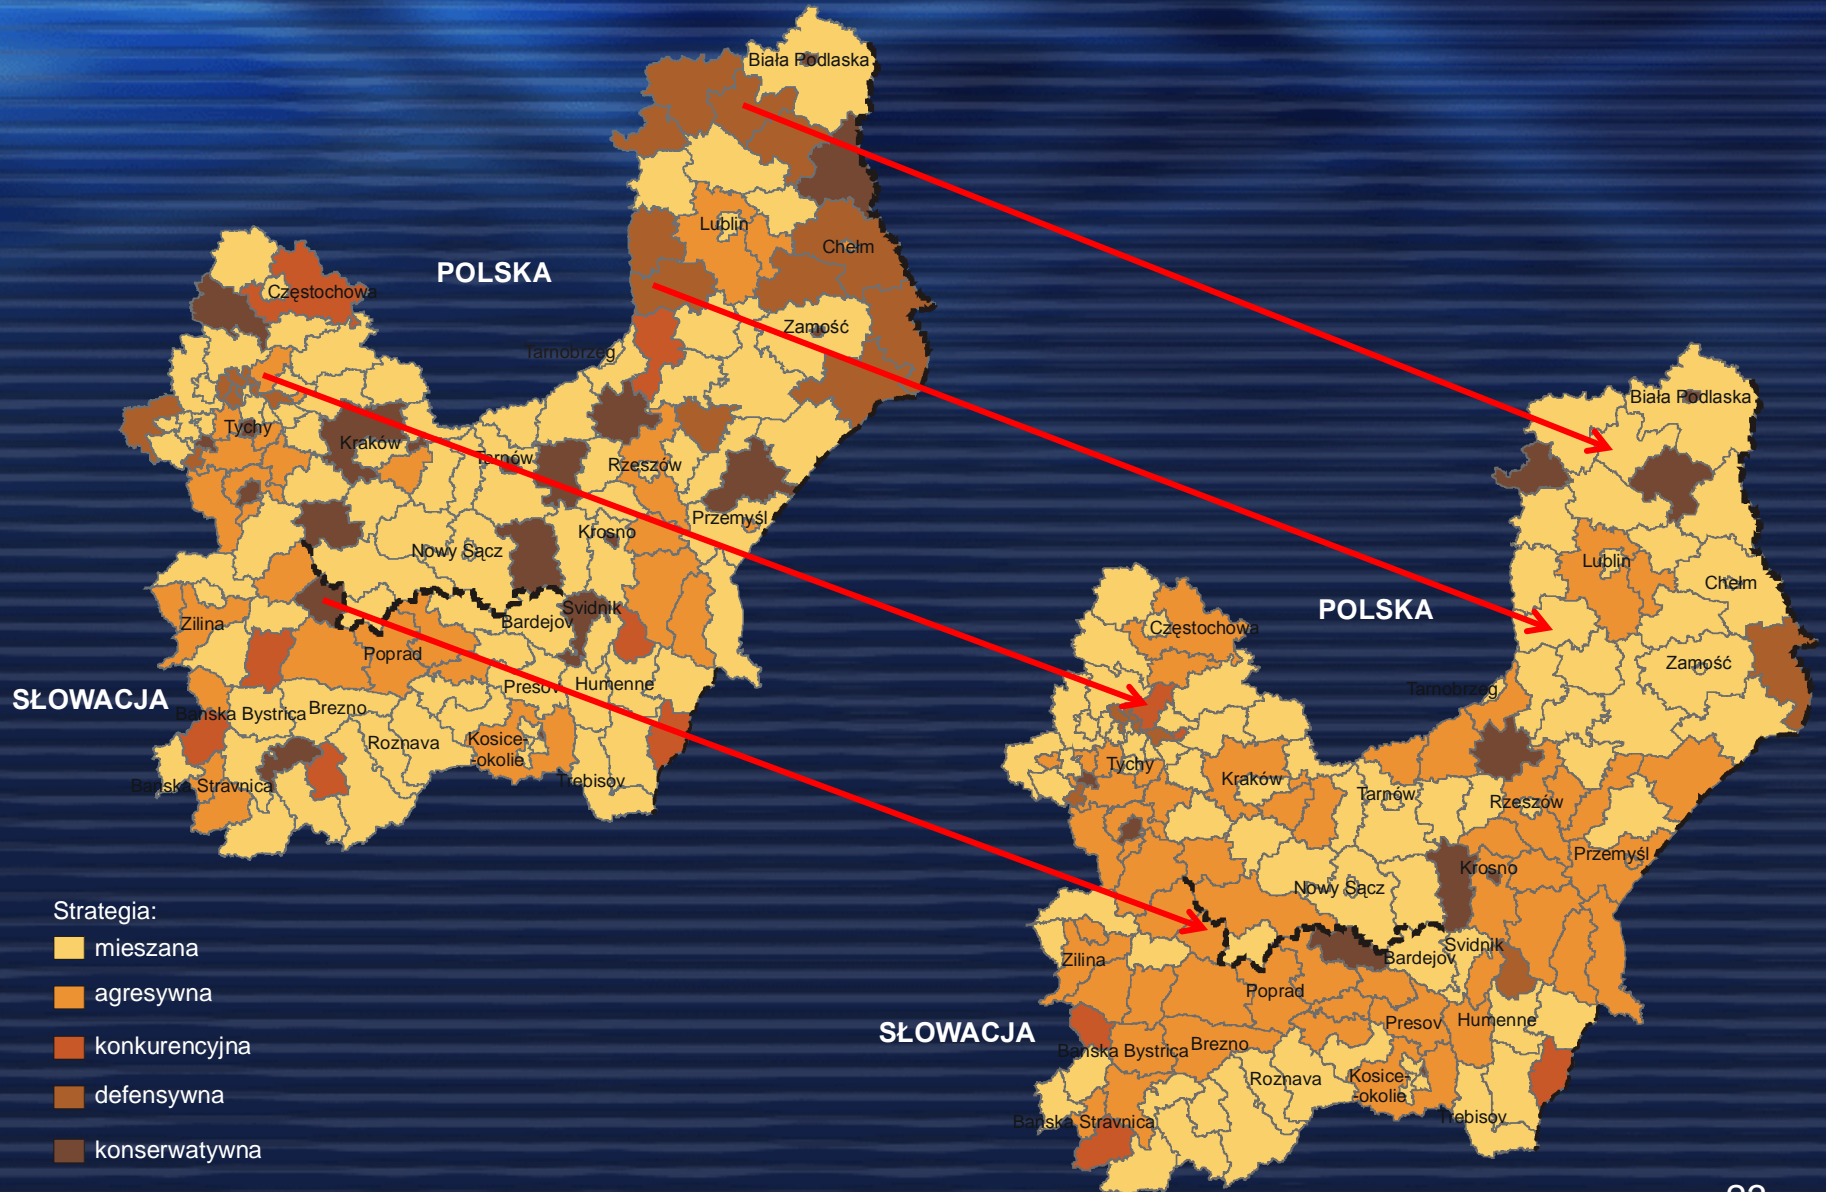 Biała Podlaska
Lublin
Chełm
POLSKA
Częstochowa
Zamość
Tarnobrzeg
Tychy
Kraków
Tarnów
Rzeszów
Przemyśl
Krosno
Nowy Sącz
Svidnik
Bardejov
Zilina
Poprad
Presov
Humenne
SŁOWACJA
Banska Bystrica
Brezno
Roznava
Kosice-
-okolie
Trebisov
Banska Stravnica
Biała Podlaska
Lublin
Chełm
POLSKA
Częstochowa
Zamość
Tarnobrzeg
Tychy
Kraków
Tarnów
Rzeszów
Przemyśl
Krosno
Nowy Sącz
Svidnik
Bardejov
Zilina
Poprad
Presov
Humenne
SŁOWACJA
Banska Bystrica
Brezno
Roznava
Kosice-
-okolie
Trebisov
Banska Stravnica
Strategia:
mieszana
agresywna
konkurencyjna
defensywna
konserwatywna